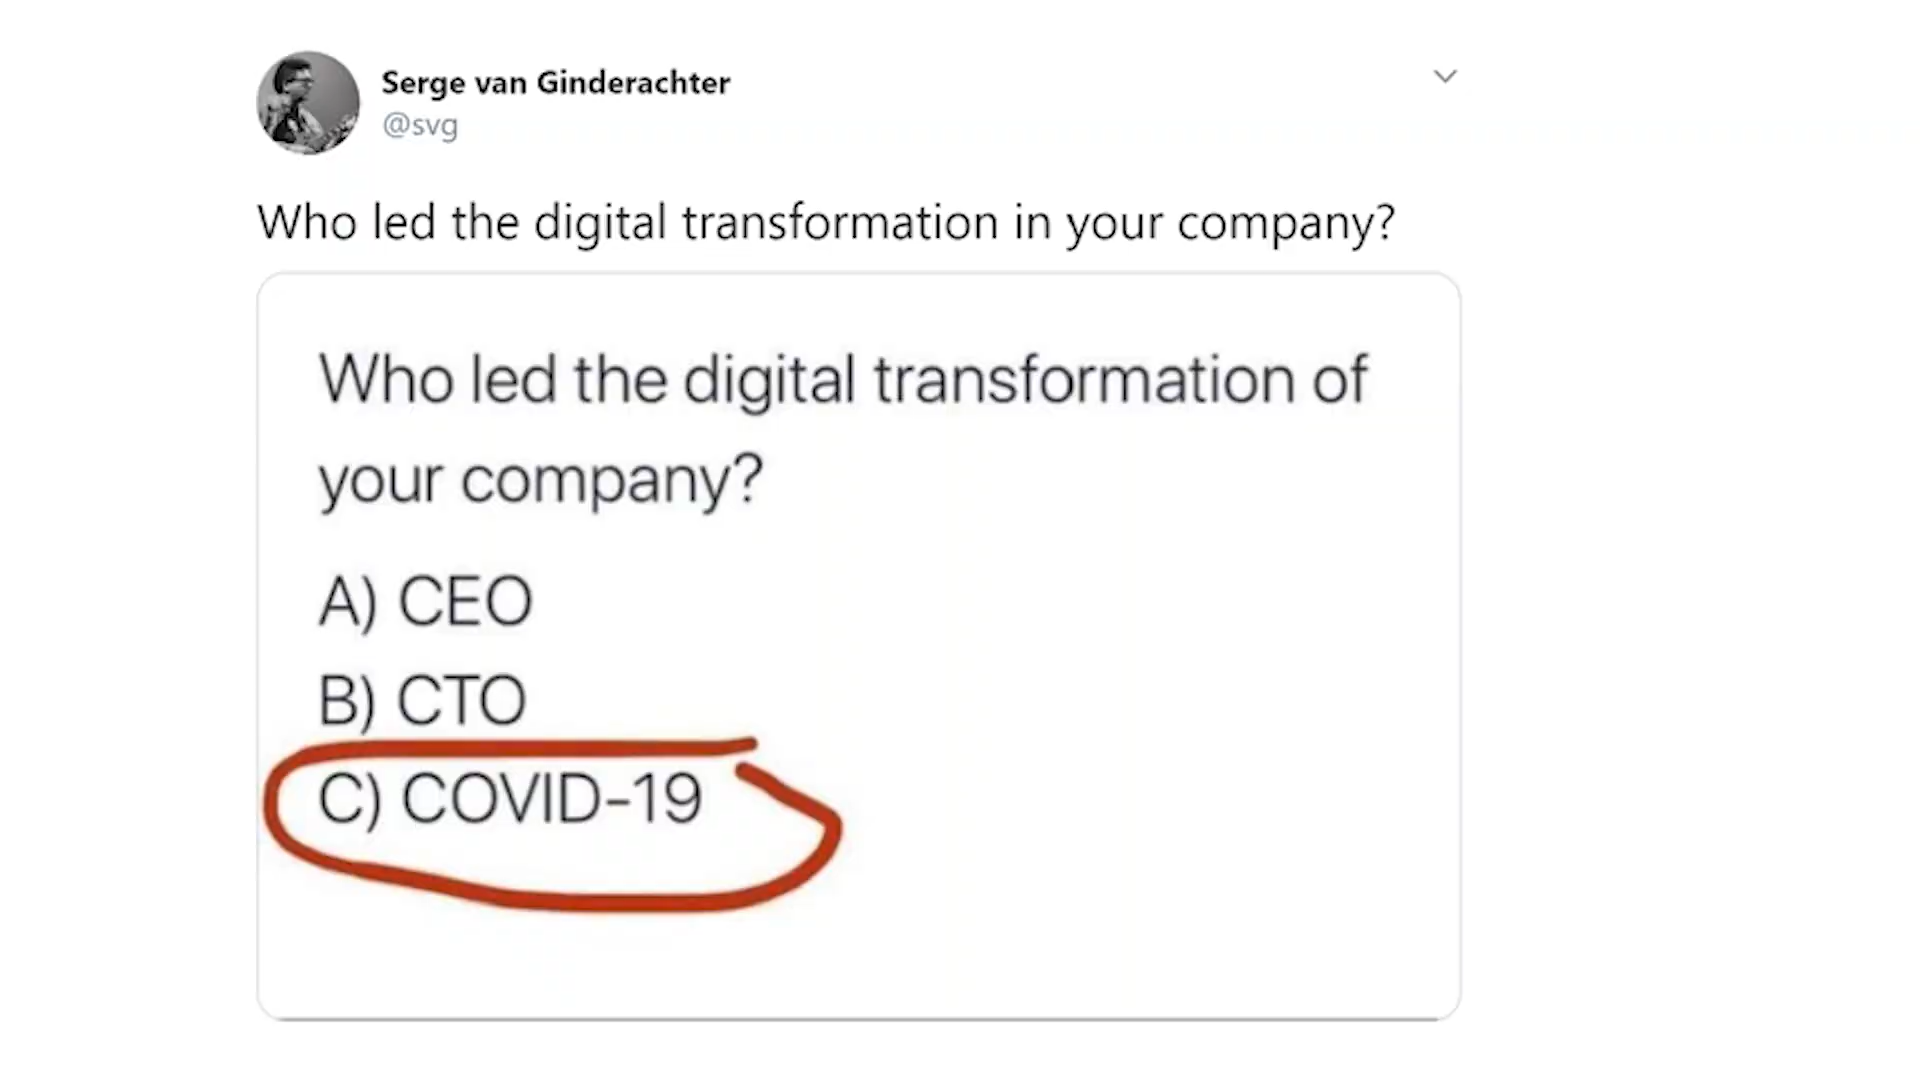 Serge van Ginderachter
@svg
Who led the digital transformation in your company?
Who led the digital transformation of
your company?
A) CEO
B) CTO
C) COVID-19